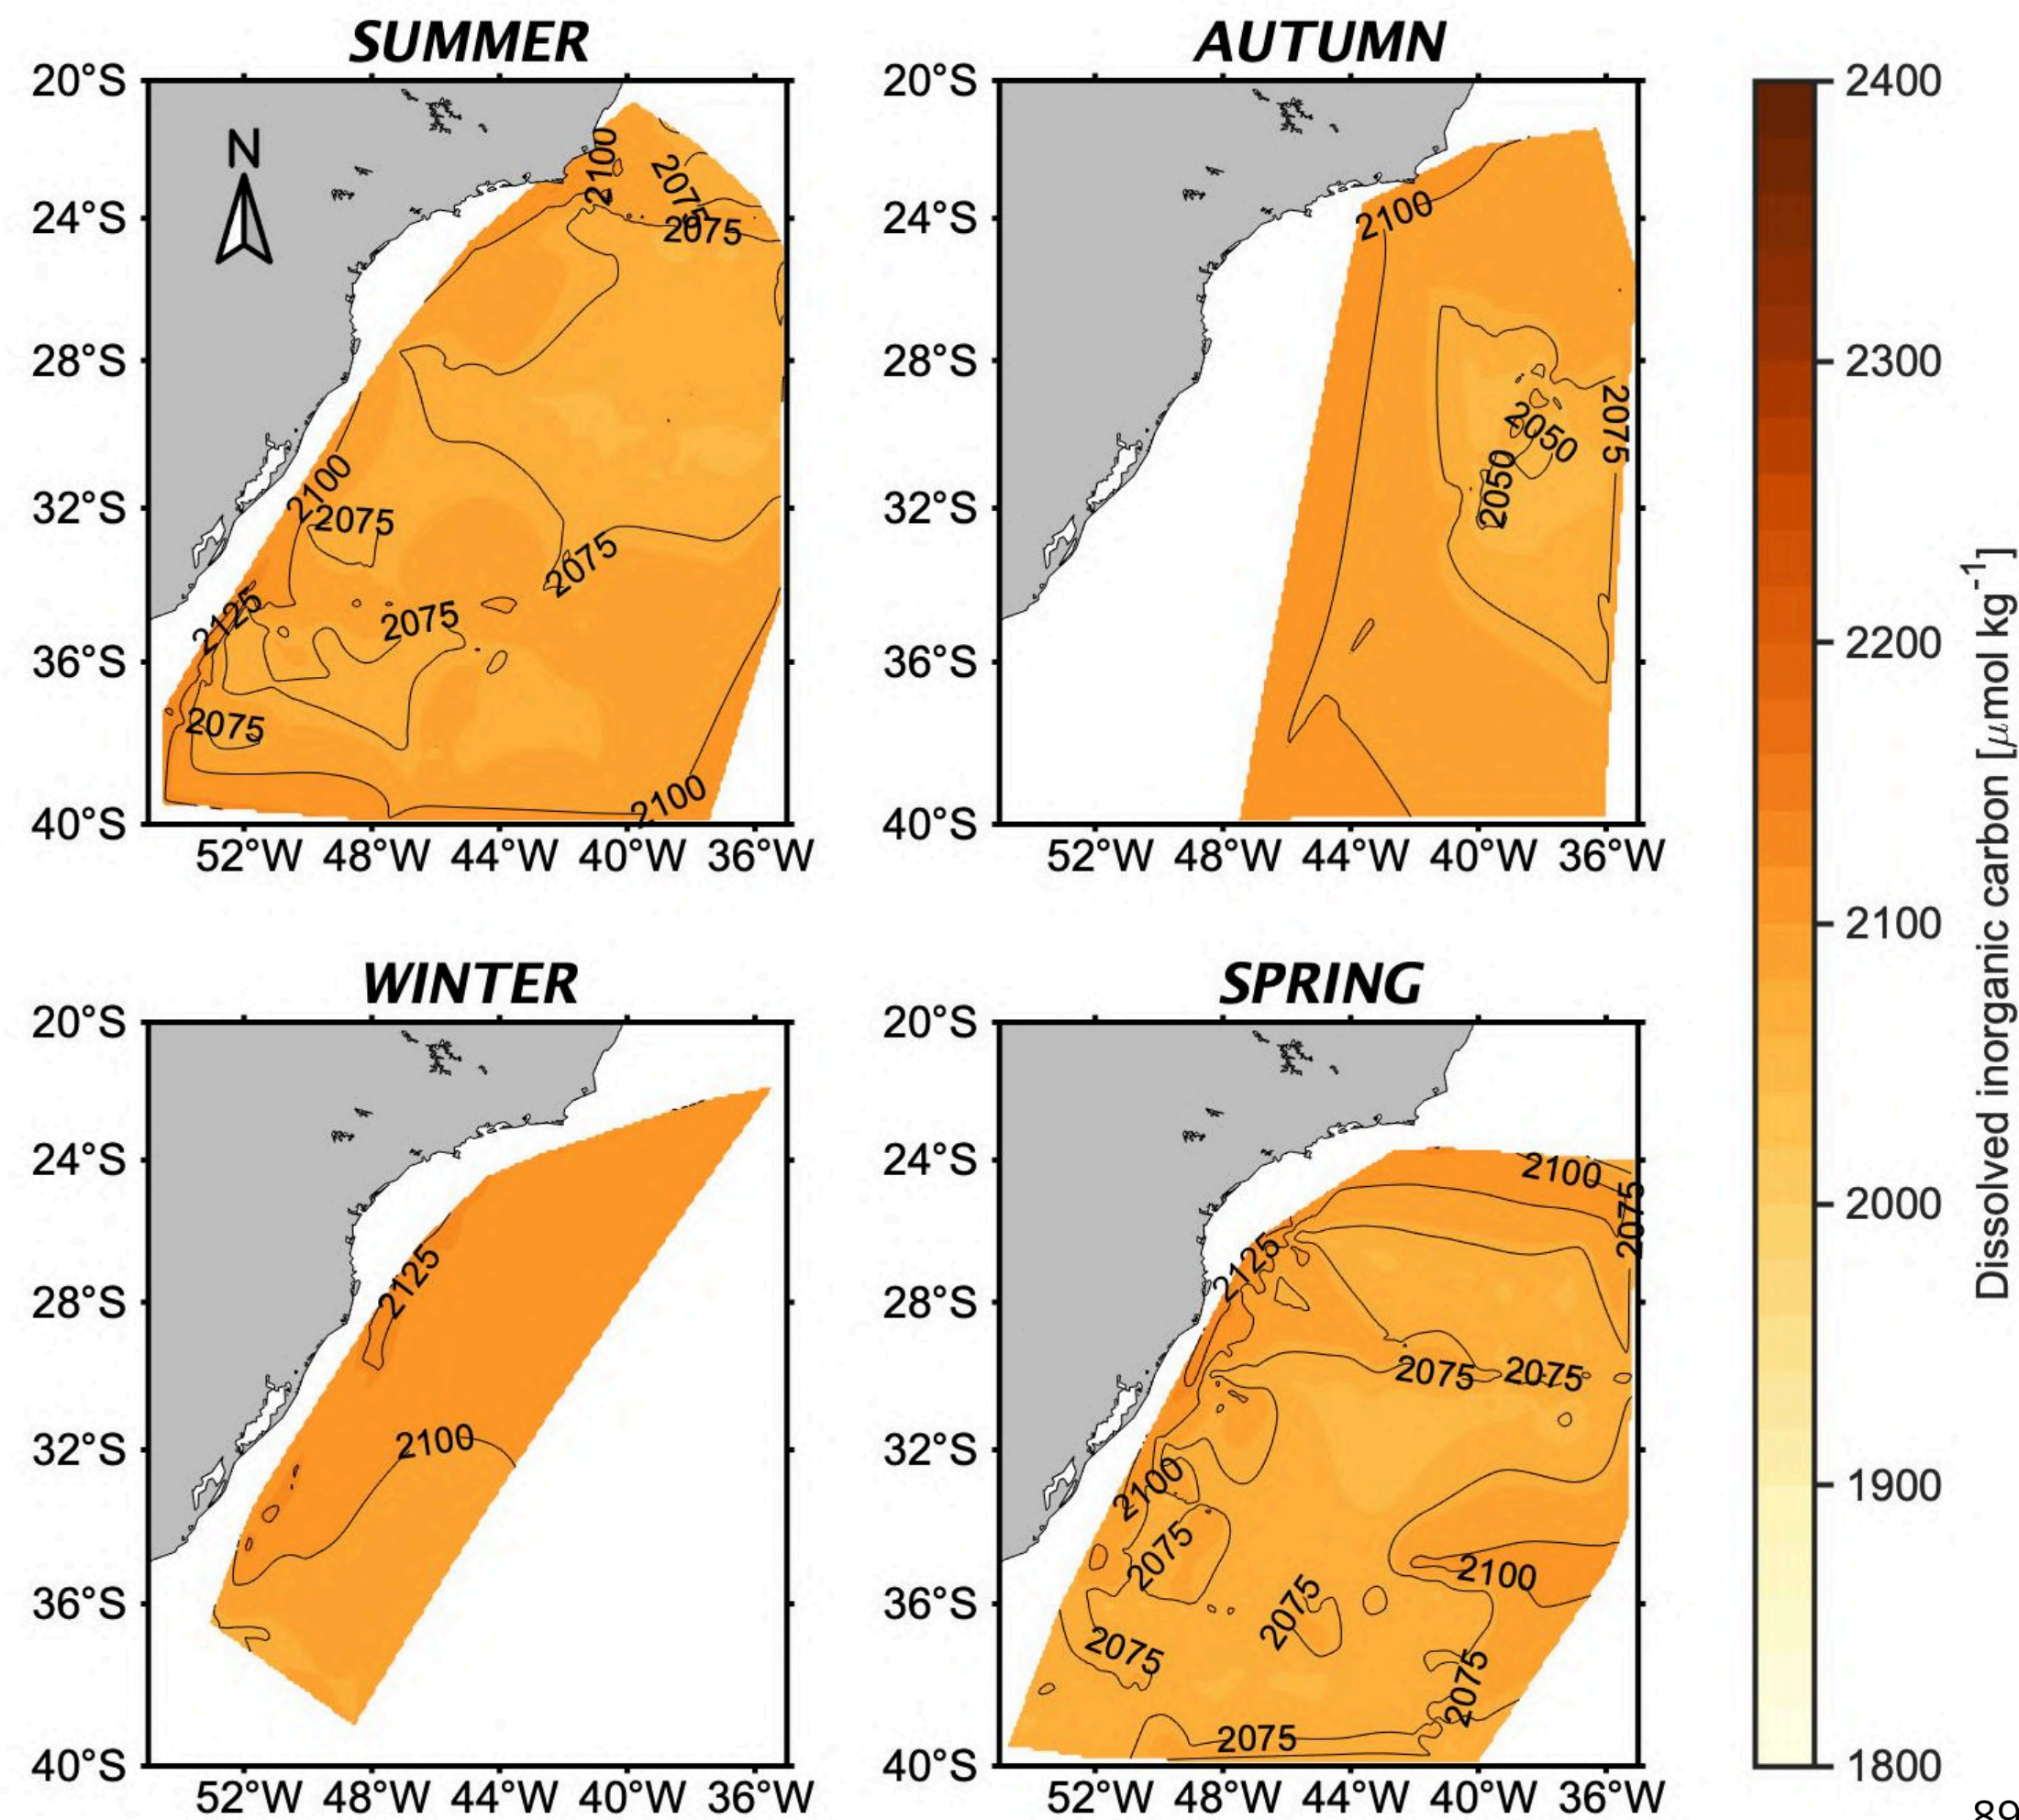 SUMMER
20°S
24°S
28°S
32°S
36°S
40°S
52°W 48°W 44°W 40°W 36°W
N
2100
2075
2075
2100
2075
2075
2075
2125
2075
2100
AUTUMN
20°S
24°S
28°S
32°S
36°S
40°S
52°W 48°W 44°W 40°W 36°W
2100
2050
2050
2075
WINTER
20°S
24°S
28°S
32°S
36°S
40°S
52°W 48°W 44°W 40°W 36°W
2125
2100
SPRING
20°S
24°S
28°S
32°S
36°S
40°S
52°W 48°W 44°W 40°W 36°W
2100
2075
2125
2075 2075
2100
2075
2100
2075
2075
2075
2075
2400
2300
2200
2100
2000
1900
1800
Dissolved inorganic carbon [μmol kg⁻¹]
89